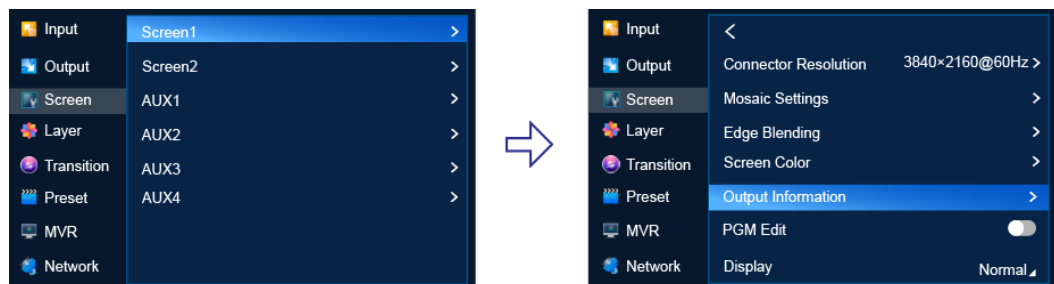 Input
Output
Screen
Layer
Transition
Preset
MVR
Network
Screen1 >
Screen2 >
AUX1 >
AUX2 >
AUX3 >
AUX4 >
Input
Output
Screen
Layer
Transition
Preset
MVR
Network
<
Connector Resolution 3840×2160@60Hz >
Mosaic Settings >
Edge Blending >
Screen Color >
Output Information >
PGM Edit
Display Normal